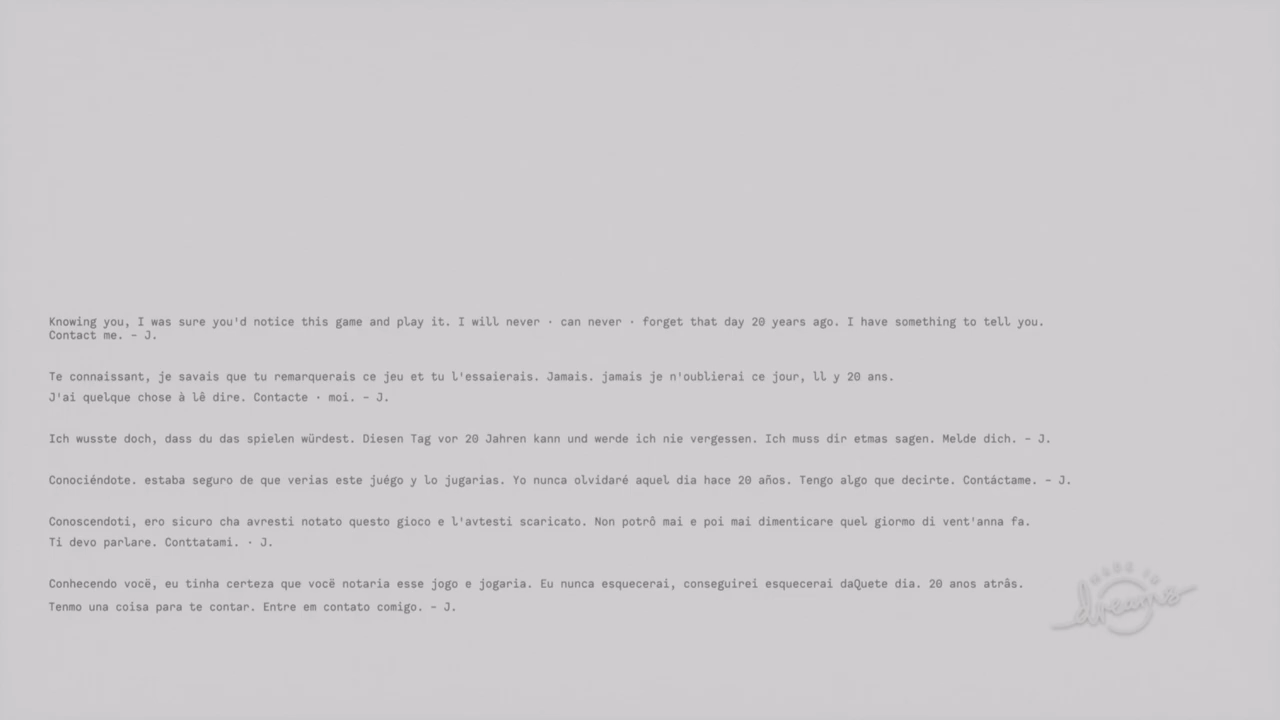 Knowing you, I was sure you'd notice this game and play it. I will never · can never · forget that day 20 years ago. I have something to tell you.
Contact me. – J.
Te connaissant, je savais que tu remarquerais ce jeu et tu l'essaierais. Jamais. jamais je n'oublierai ce jour, ll y 20 ans.
J'ai quelque chose à lê dire. Contacte · moi. – J.
Ich wusste doch, dass du das spielen würdest. Diesen Tag vor 20 Jahren kann und werde ich nie vergessen. Ich muss dir etmas sagen. Melde dich. – J.
Conociéndote. estaba seguro de que verias este juégo y lo jugarias. Yo nunca olvidaré aquel dia hace 20 años. Tengo algo que decirte. Contáctame. – J.
Conoscendoti, ero sicuro cha avresti notato questo gioco e l'avtesti scaricato. Non potrō mai e poi mai dimenticare quel giormo di vent'anna fa.
Ti devo parlare. Conttatami. · J.
Conhecendo você, eu tinha certeza que você notaria esse jogo e jogaria. Eu nunca esquecerai, conseguirei esquecerai daQuete dia. 20 anos atrâs.
Tenmo una coisa para te contar. Entre em contato comigo. – J.
MADE IN
dreams